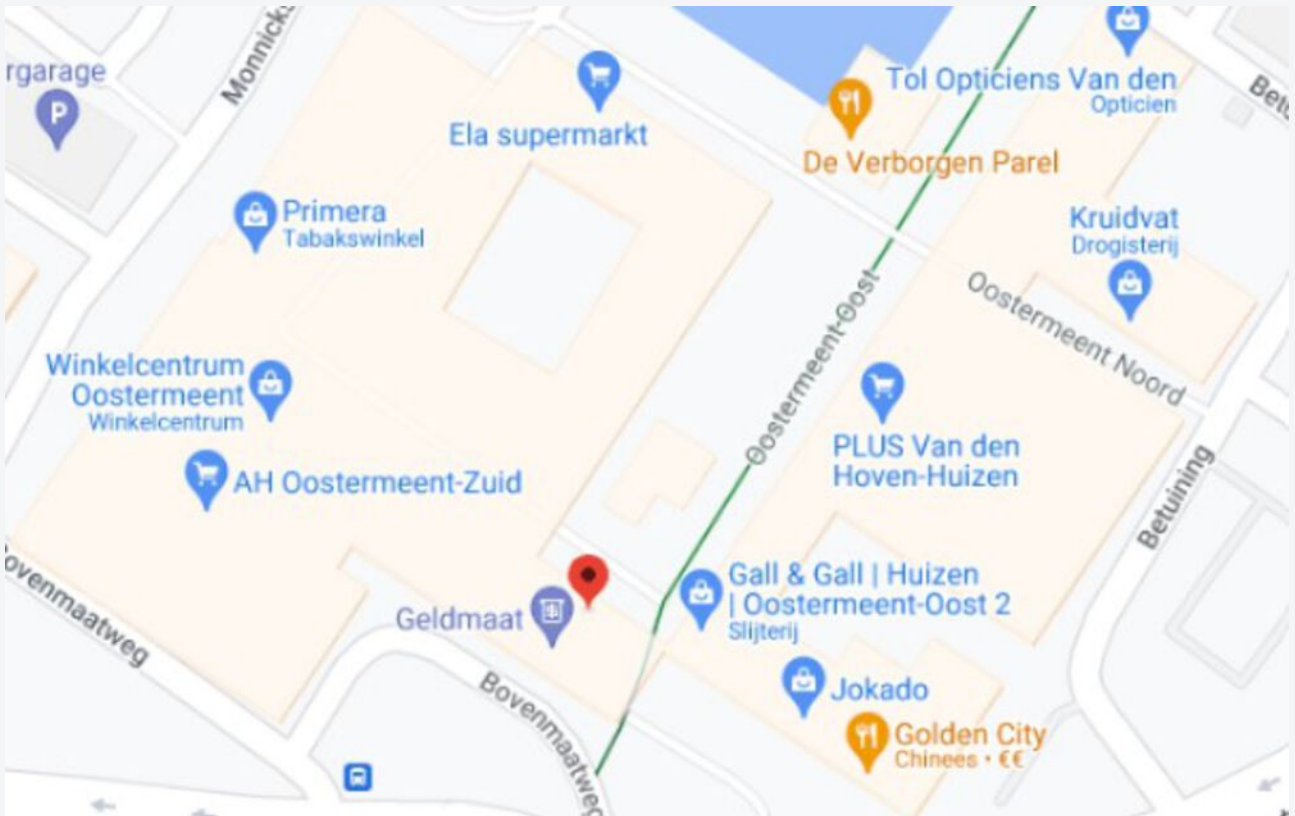 rgarage
P
Monnicks
Ela supermarkt
Tol Opticiens Van den
Opticien
De Verborgen Parel
Primera
Tabakswinkel
Kruidvat
Drogisterij
Oostermeent Noord
Oostermeent-Oost
Winkelcentrum
Oostermeent
Winkelcentrum
AH Oostermeent-Zuid
PLUS Van den
Hoven-Huizen
Betuining
ovenmaatweg
Geldmaat
Gall & Gall | Huizen
| Oostermeent-Oost 2
Slijterij
Bovenmaatweg
Jokado
Golden City
Chinees · €€